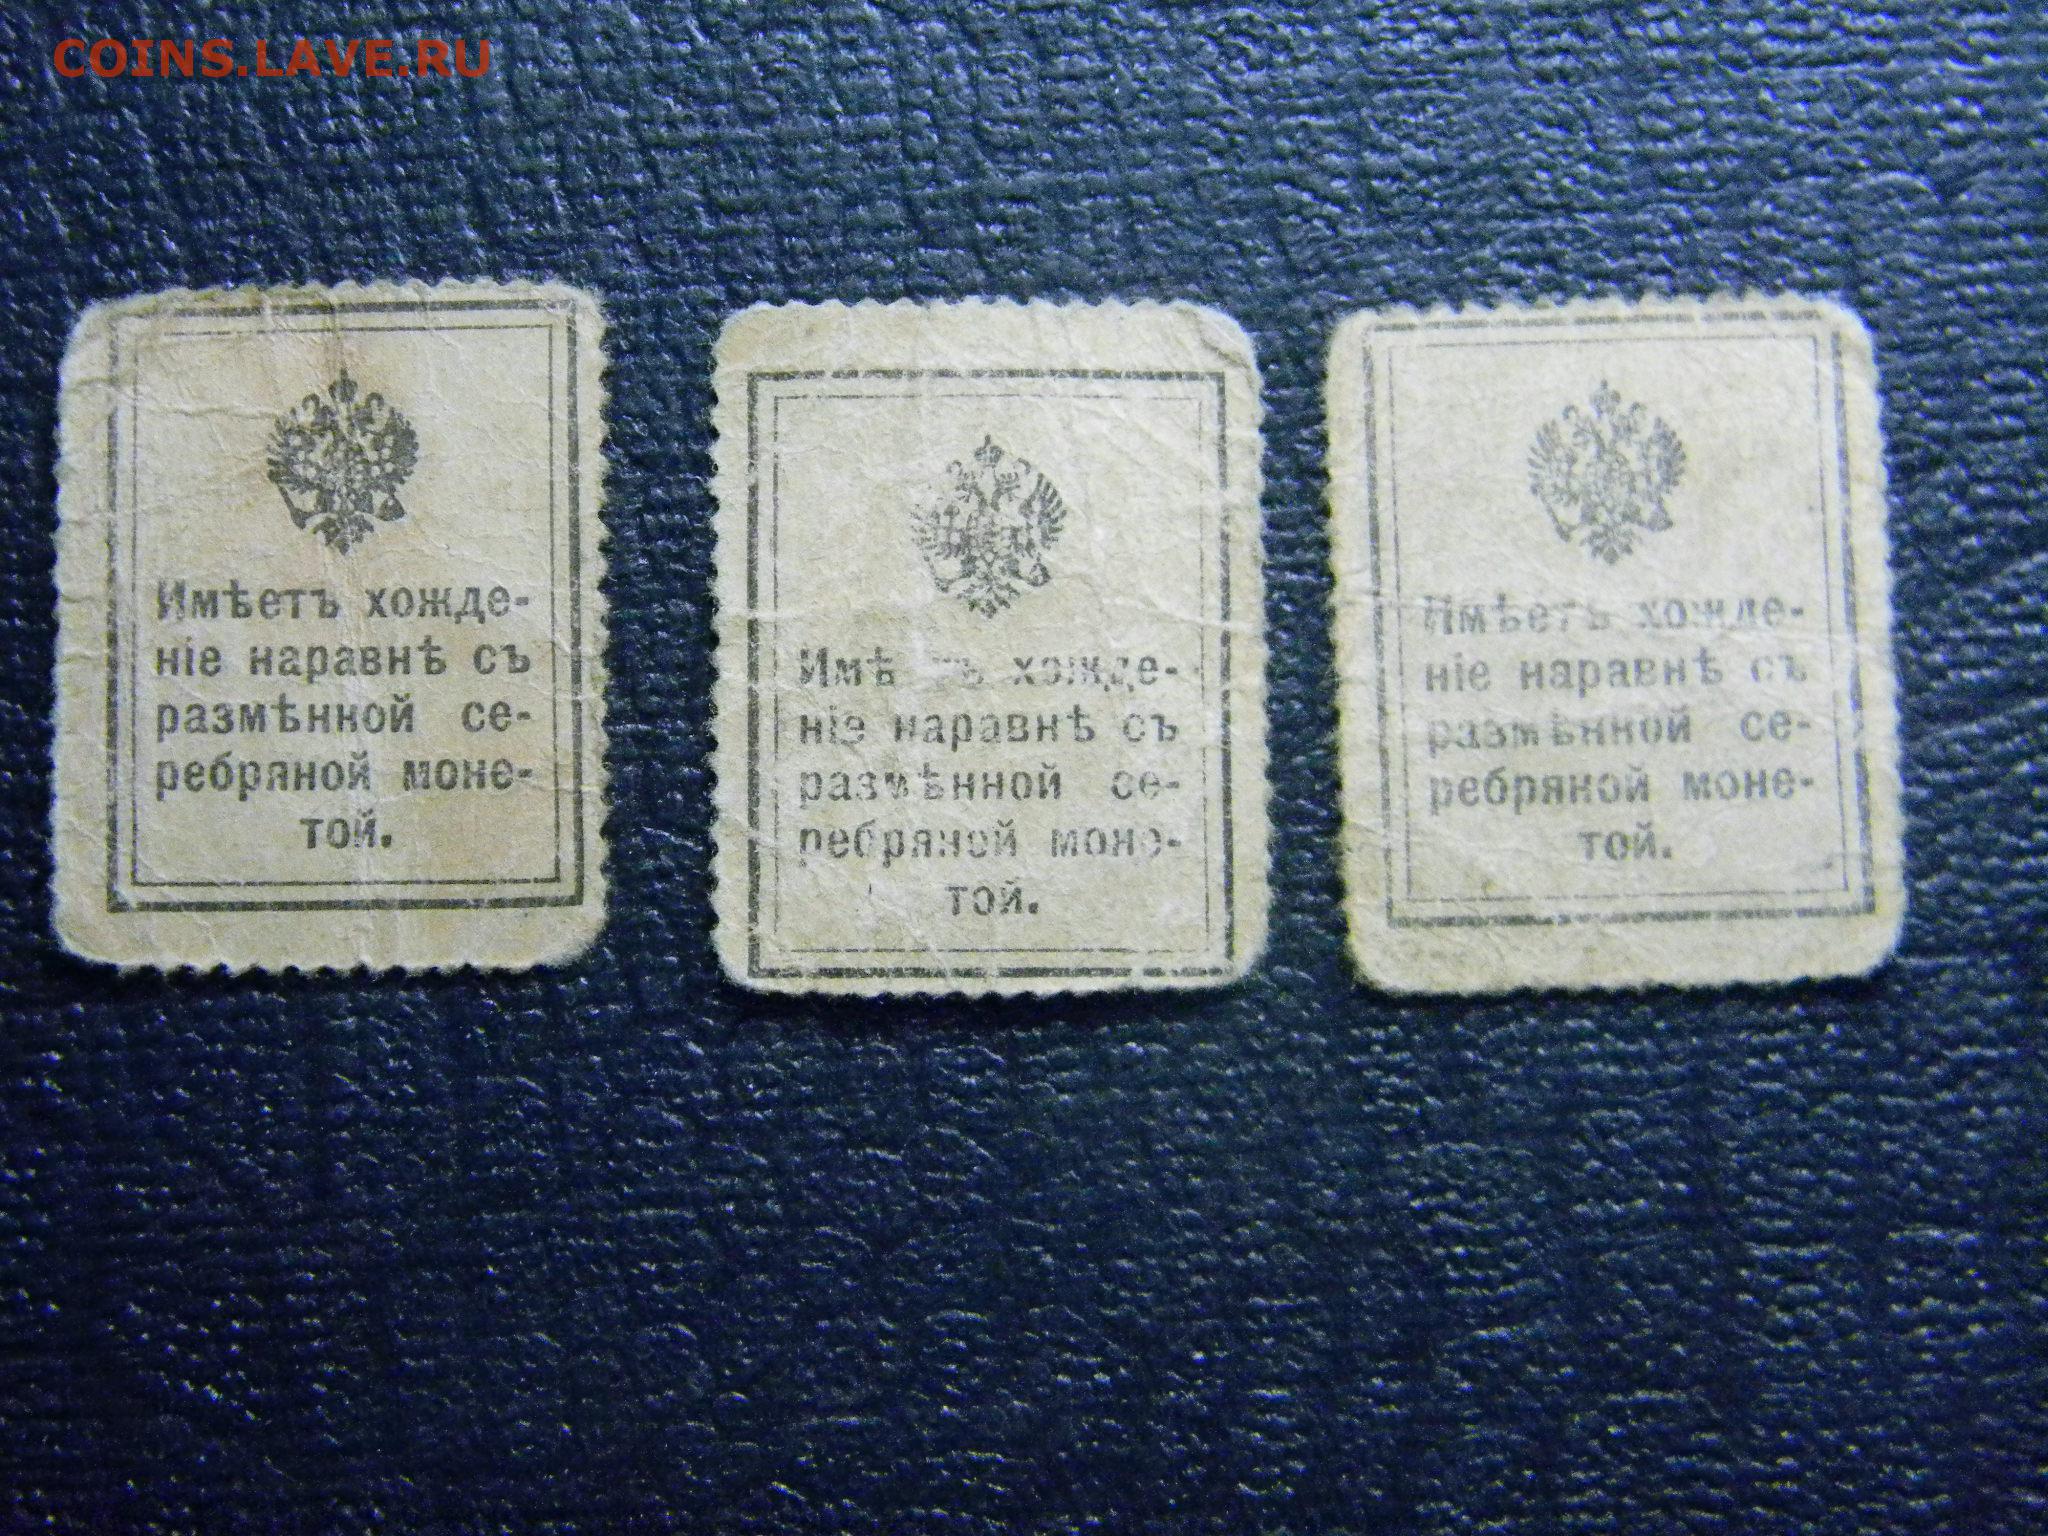 COINS.LAVE.RU
Имѣетъ хожде-
ніе наравнѣ съ
размѣнной се-
ребряной моне-
той.
Имѣ тъ хожде-
ніе наравнѣ съ
размѣнной се-
ребряной моне-
той.
Имѣетъ хожде-
ніе наравнѣ съ
размѣнной се-
ребряной моне-
той.